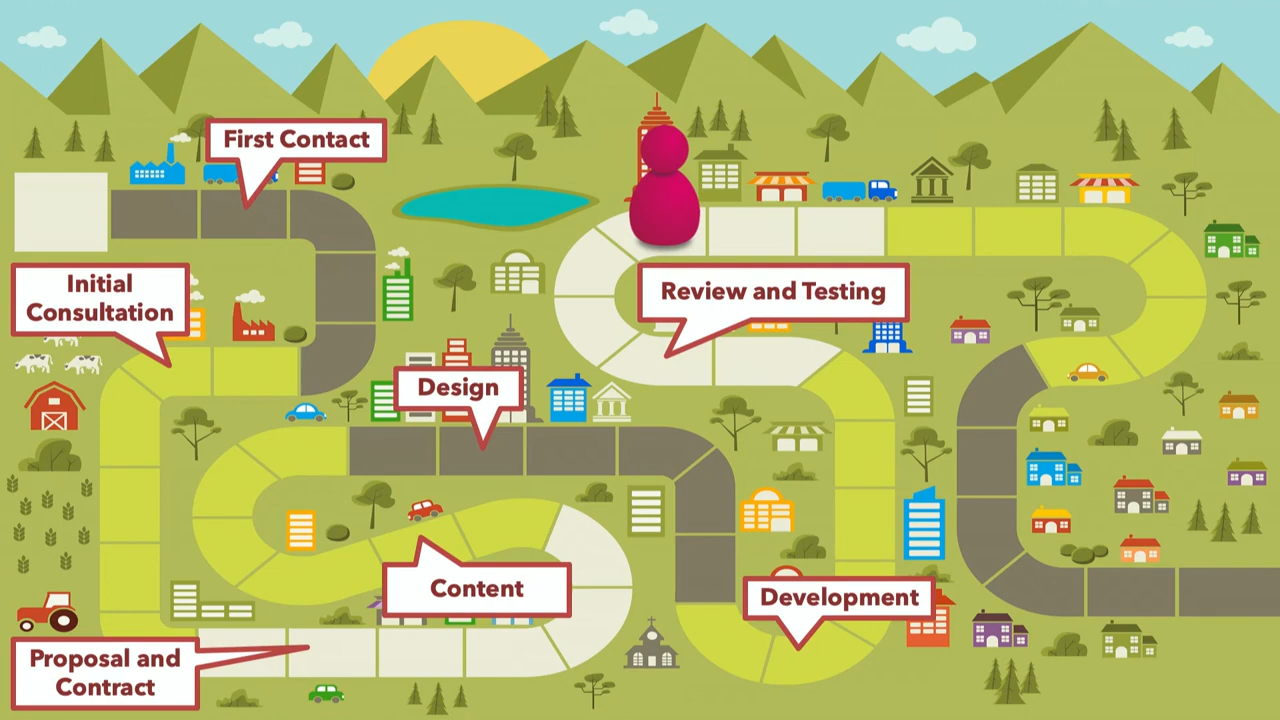 First Contact
Initial
Consultation
Review and Testing
Design
Content
Development
Proposal and
Contract